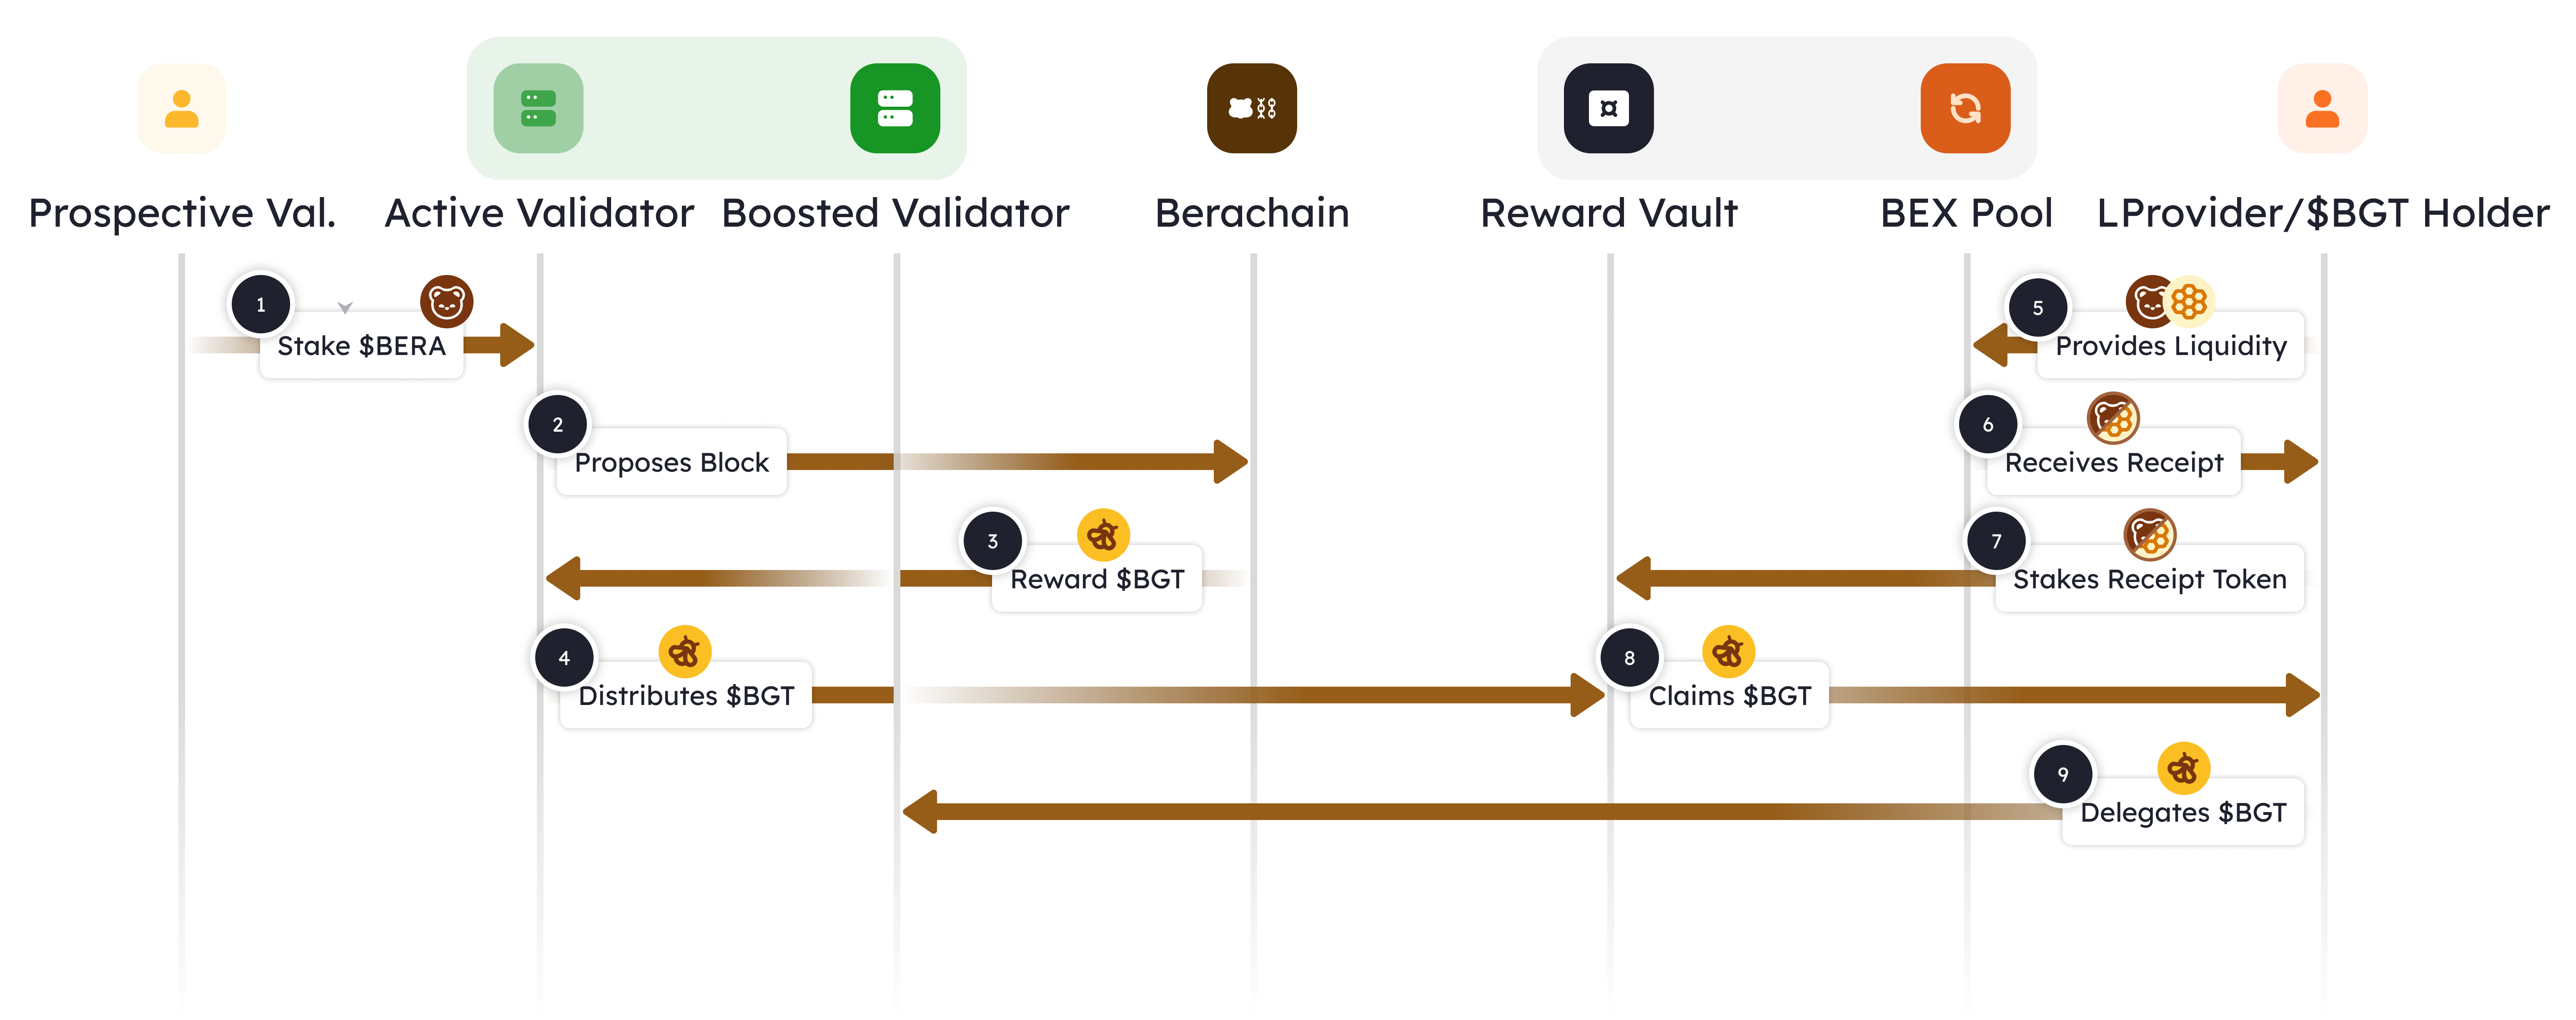 Prospective Val.
Active Validator
Boosted Validator
Berachain
Reward Vault
BEX Pool
LProvider/$BGT Holder
1
Stake $BERA
5
Provides Liquidity
2
Proposes Block
6
Receives Receipt
3
Reward $BGT
7
Stakes Receipt Token
4
Distributes $BGT
8
Claims $BGT
9
Delegates $BGT